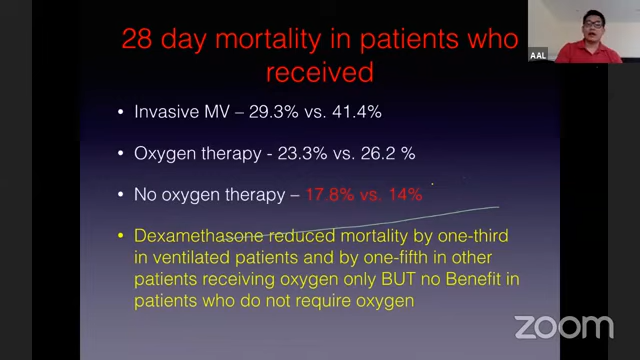 28 day mortality in patients who
received
AAL
• Invasive MV – 29.3% vs. 41.4%
• Oxygen therapy - 23.3% vs. 26.2 %
• No oxygen therapy – 17.8% vs. 14%
• Dexamethasone reduced mortality by one-third
in ventilated patients and by one-fifth in other
patients receiving oxygen only BUT no Benefit in
patients who do not require oxygen
zoom